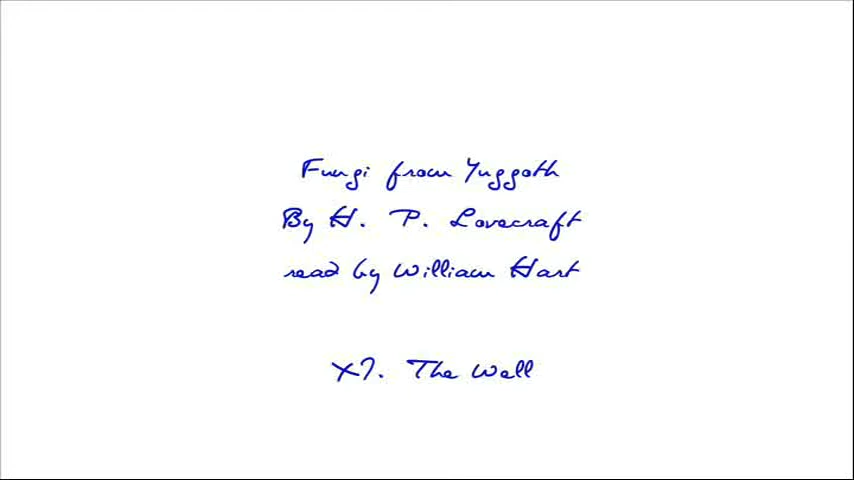 Fungi from Yuggoth
By H. P. Lovecraft
read by William Hart
XI. The Well